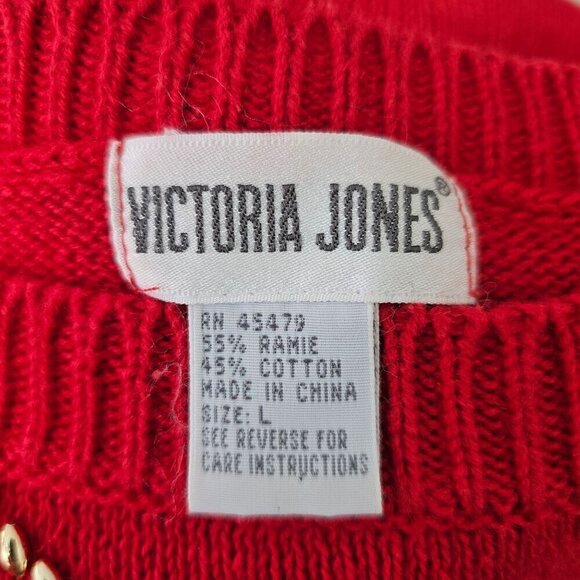 VICTORIA JONES®
RN 45479
55% RAMIE
45% COTTON
MADE IN CHINA
SIZE: L
SEE REVERSE FOR
CARE INSTRUCTIONS